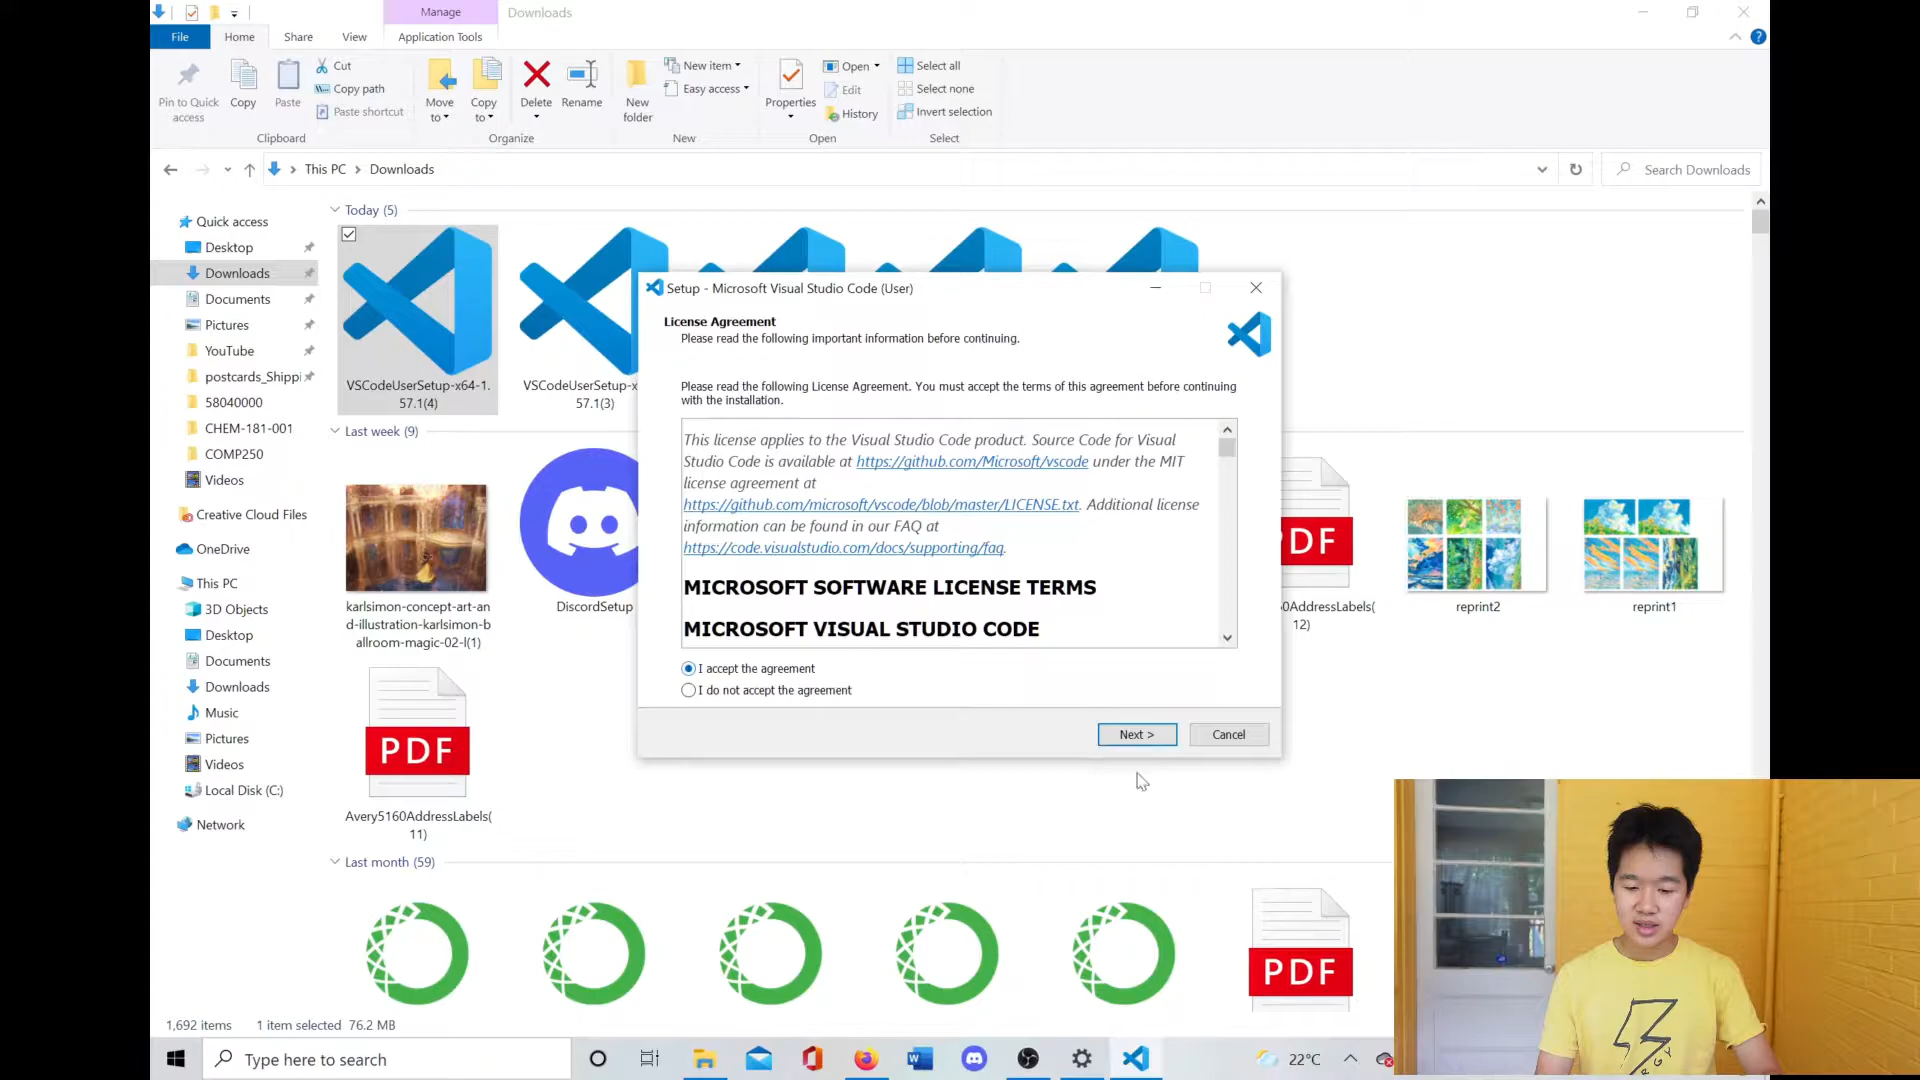 Manage
Downloads
File
Home
Share
View
Application Tools
Pin to Quick
access
Copy
Paste
Cut
Copy path
Paste shortcut
Clipboard
Move
to
Copy
to
Delete
Rename
Organize
New
folder
New item
Easy access
New
Properties
Open
Edit
History
Open
Select all
Select none
Invert selection
Select
This PC > Downloads
Search Downloads
Quick access
Desktop
Downloads
Documents
Pictures
YouTube
postcards_Shippi
58040000
CHEM-181-001
COMP250
Videos
Creative Cloud Files
OneDrive
This PC
3D Objects
Desktop
Documents
Downloads
Music
Pictures
Videos
Local Disk (C:)
Network
Today (5)
VSCodeUserSetup-x64-1.
57.1(4)
VSCodeUserSetup-x
57.1(3)
Last week (9)
karlsimon-concept-art-an
d-illustration-karlsimon-b
allroom-magic-02-l(1)
DiscordSetup
PDF
0AddressLabels(
12)
reprint2
reprint1
PDF
Avery5160AddressLabels(
11)
Last month (59)
PDF
Setup - Microsoft Visual Studio Code (User)
License Agreement
Please read the following important information before continuing.
Please read the following License Agreement. You must accept the terms of this agreement before continuing
with the installation.
This license applies to the Visual Studio Code product. Source Code for Visual
Studio Code is available at https://github.com/Microsoft/vscode under the MIT
license agreement at
https://github.com/microsoft/vscode/blob/master/LICENSE.txt. Additional license
information can be found in our FAQ at
https://code.visualstudio.com/docs/supporting/faq.
MICROSOFT SOFTWARE LICENSE TERMS
MICROSOFT VISUAL STUDIO CODE
I accept the agreement
I do not accept the agreement
Next >
Cancel
1,692 items
1 item selected 76.2 MB
Type here to search
22°C